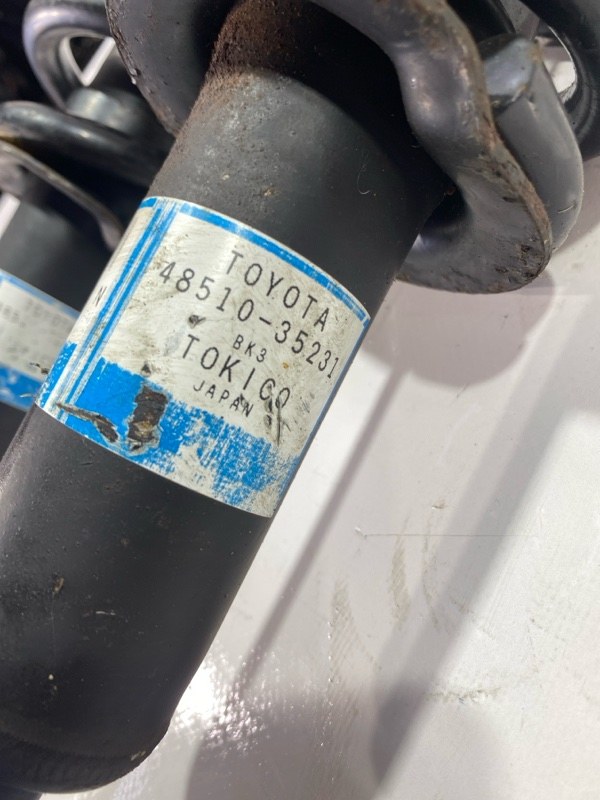 TOYOTA
48510-35231
BK3
TOKICO
JAPAN
N